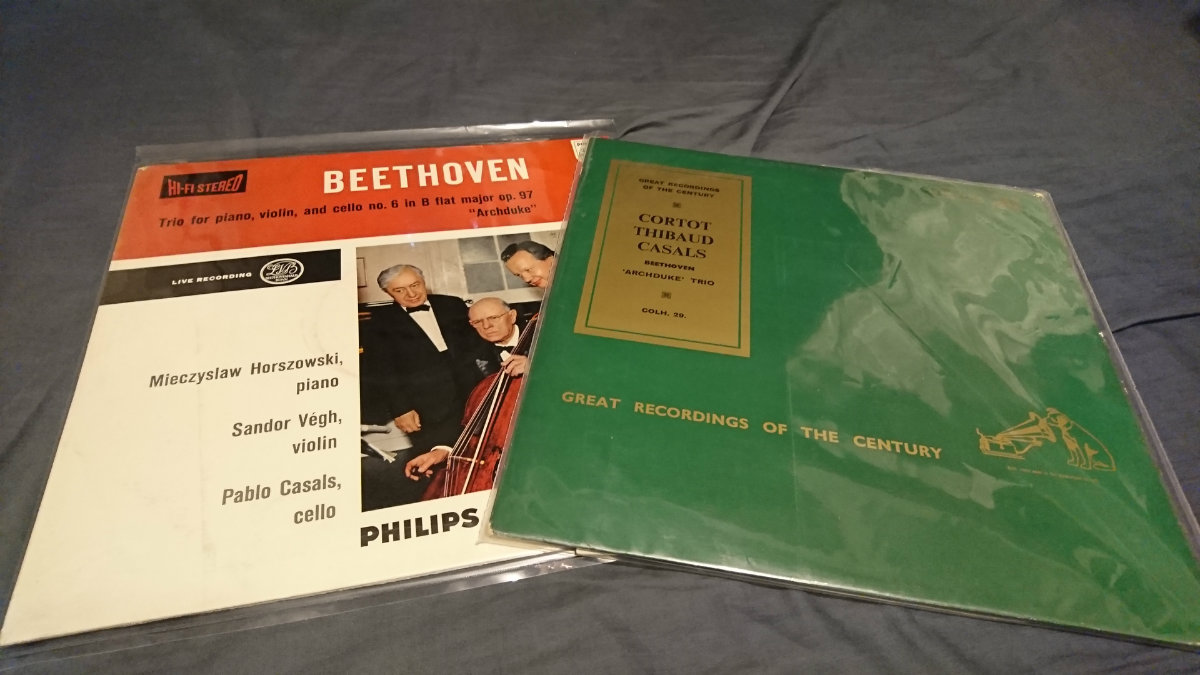 HI-FI STEREO
BEETHOVEN
Trio for piano, violin, and cello no. 6 in B flat major op. 97
"Archduke"
LIVE RECORDING
Mieczyslaw Horszowski,
piano
Sandor Végh,
violin
Pablo Casals,
cello
PHILIPS
GREAT RECORDINGS
OF THE CENTURY
CORTOT
THIBAUD
CASALS
BEETHOVEN
'ARCHDUKE' TRIO
COLH. 29.
GREAT RECORDINGS OF THE CENTURY